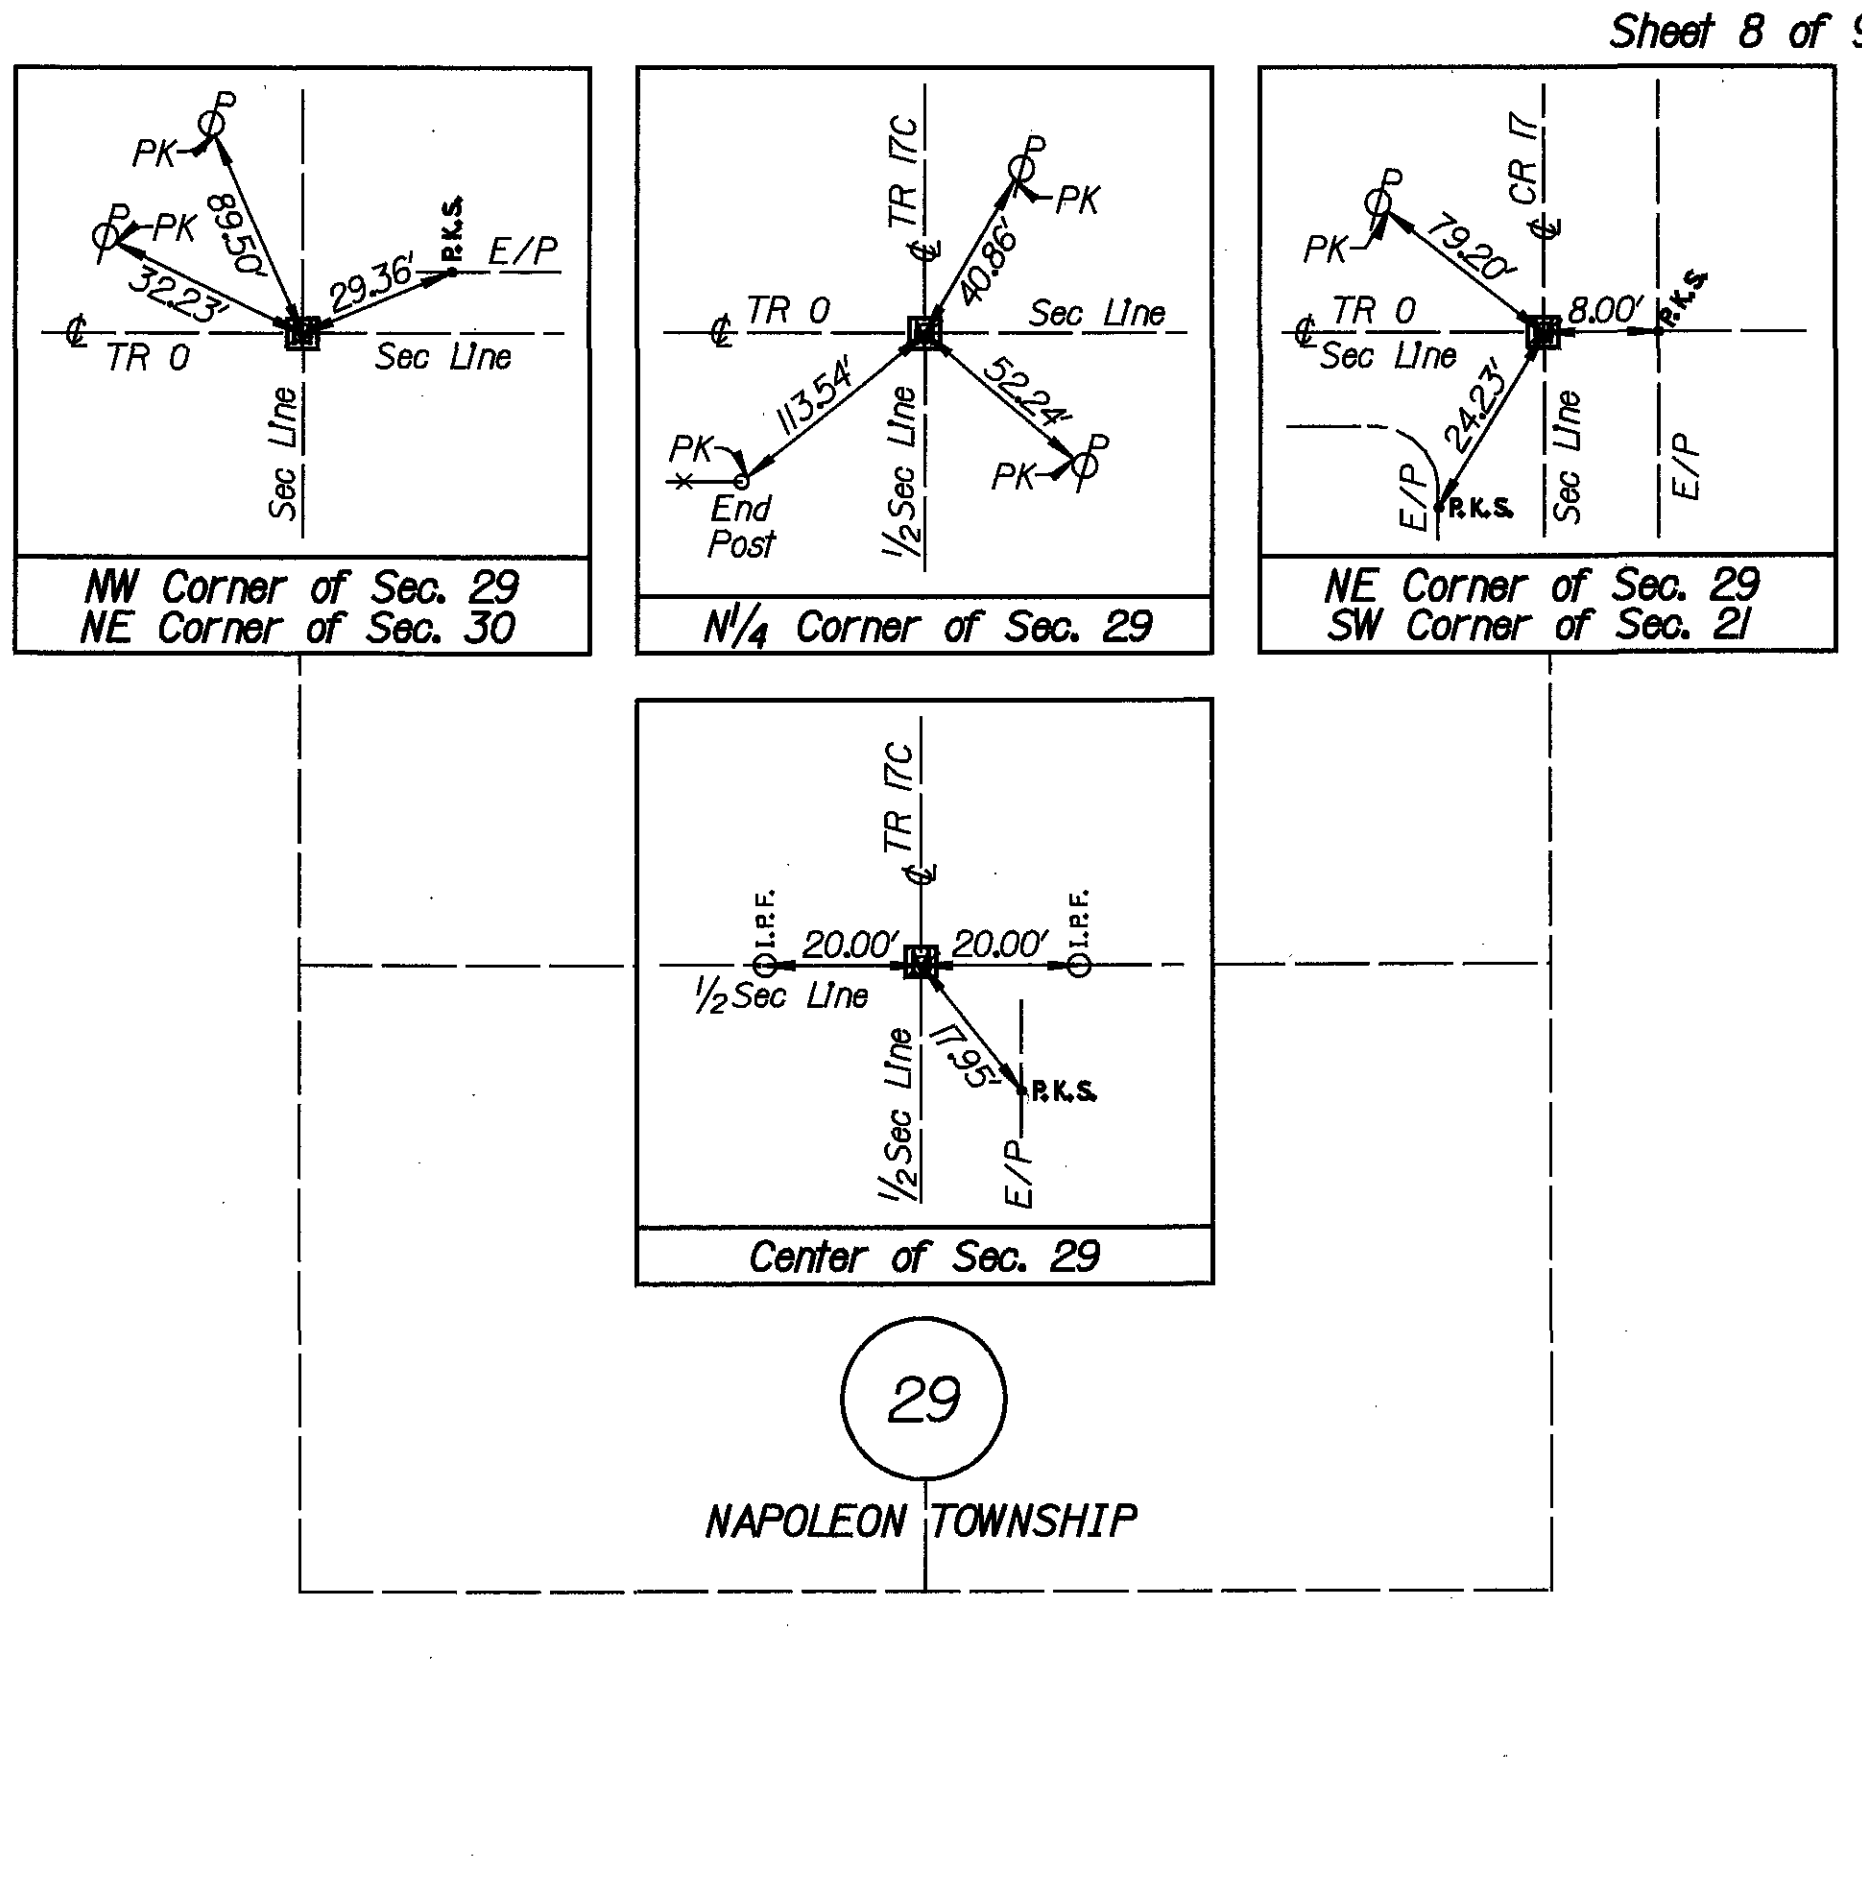 Sheet 8 of 9
P
PK
89.50'
P
PK
32.23'
29.36'
P.K.S.
E/P
℄ TR 0
Sec Line
Sec Line
NW Corner of Sec. 29
NE Corner of Sec. 30
℄ TR 17C
P
PK
40.86'
℄ TR 0
Sec Line
113.54'
52.24'
PK
End
Post
P
PK
1/2 Sec Line
N1/4 Corner of Sec. 29
℄ CR 17
P
PK
79.20'
℄ TR 0
Sec Line
8.00'
P.K.S.
24.23'
E/P
P.K.S.
Sec Line
E/P
NE Corner of Sec. 29
SW Corner of Sec. 21
℄ TR 17C
I.P.F.
20.00'
20.00'
I.P.F.
1/2 Sec Line
17.95'
P.K.S.
1/2 Sec Line
E/P
Center of Sec. 29
29
NAPOLEON TOWNSHIP